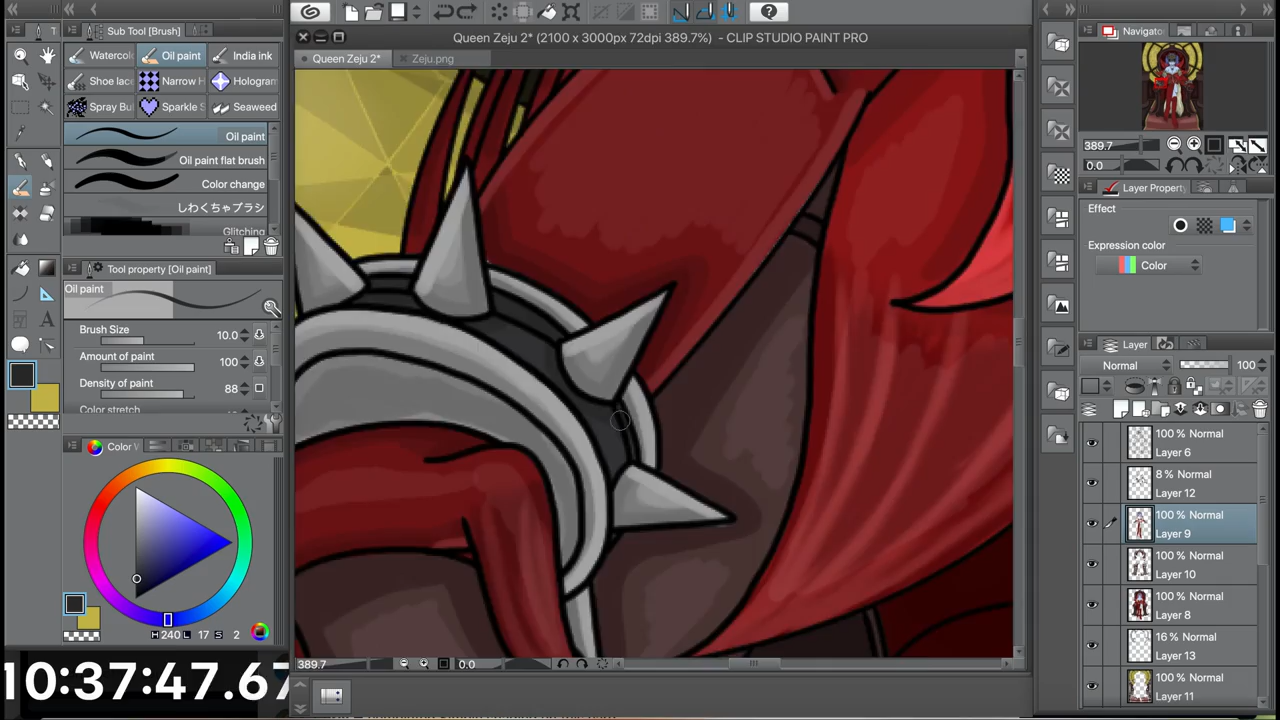 Sub Tool [Brush]
Waterco
Oil paint
India ink
Shoe lac
Narrow H
Hologram
Spray Bu
Sparkle S
Seaweed
Oil paint
Oil paint flat brush
Color change
しわくちゃブラシ
Glitching
Tool property [Oil paint]
Oil paint
Brush Size
10.0
Amount of paint
100
Density of paint
88
Color stretch
Color W
H 240 L 17 S 2
10:37:47.67
Queen Zeju 2* (2100 x 3000px 72dpi 389.7%) - CLIP STUDIO PAINT PRO
Queen Zeju 2*
Zeju.png
389.7
0.0
Navigator
389.7
0.0
Layer Property
Effect
Expression color
Color
Layer
Normal
100
100 % Normal
Layer 6
8 % Normal
Layer 12
100 % Normal
Layer 9
100 % Normal
Layer 10
100 % Normal
Layer 8
16 % Normal
Layer 13
100 % Normal
Layer 11